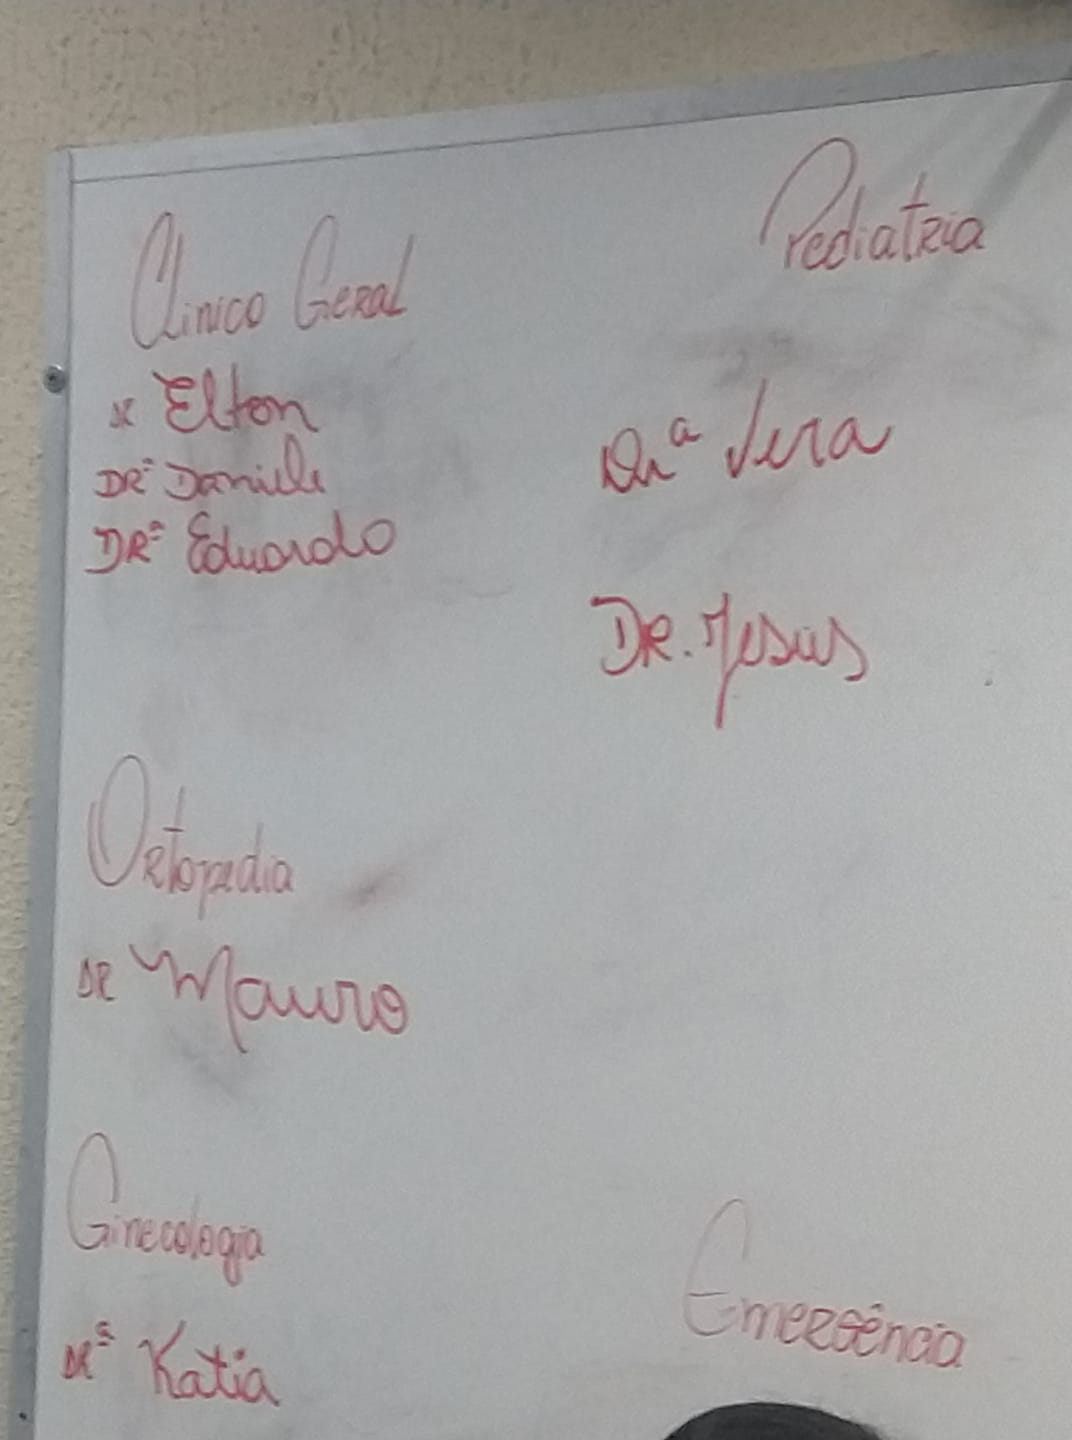 Clinico Geral
DR Elton
DRª Daniele
DRª Eduardo
Pediatria
Drª Vera
DR. Jesus
Ortopedia
DR Mauro
Ginecologia
DRª Katia
Emergência